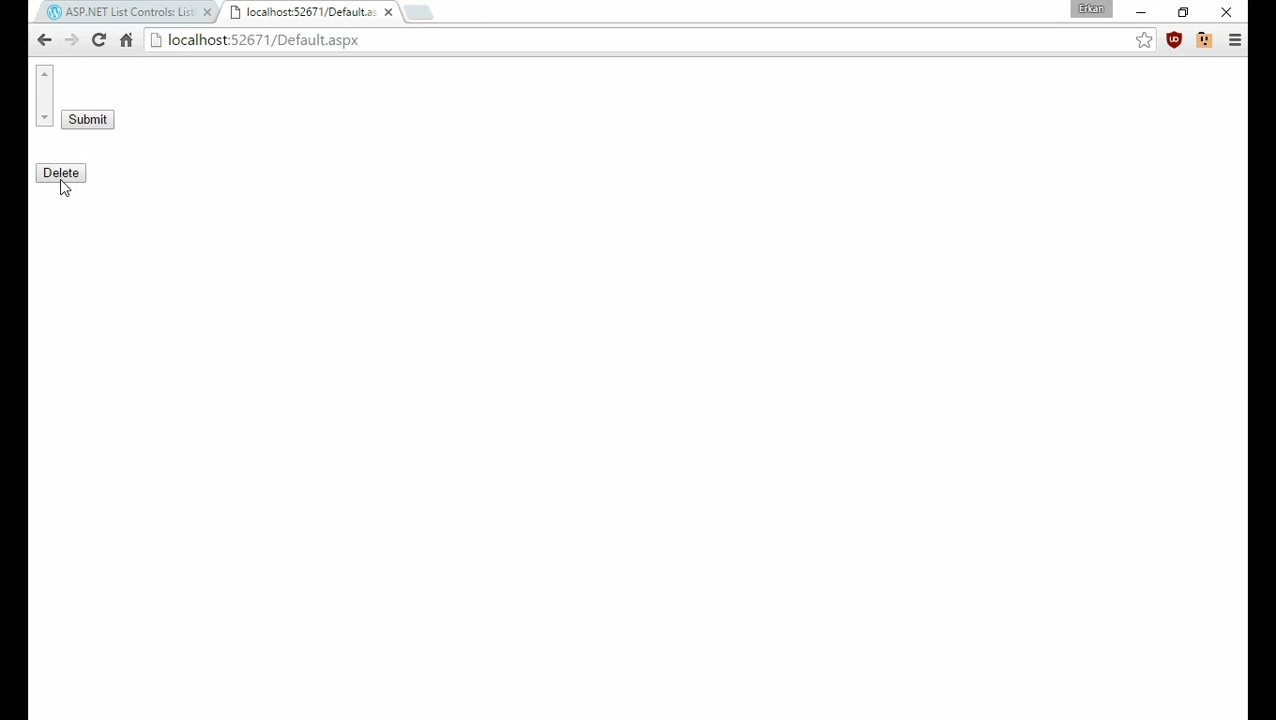 ASP.NET List Controls: List
localhost:52671/Default.as
Erkan
localhost:52671/Default.aspx
Submit
Delete